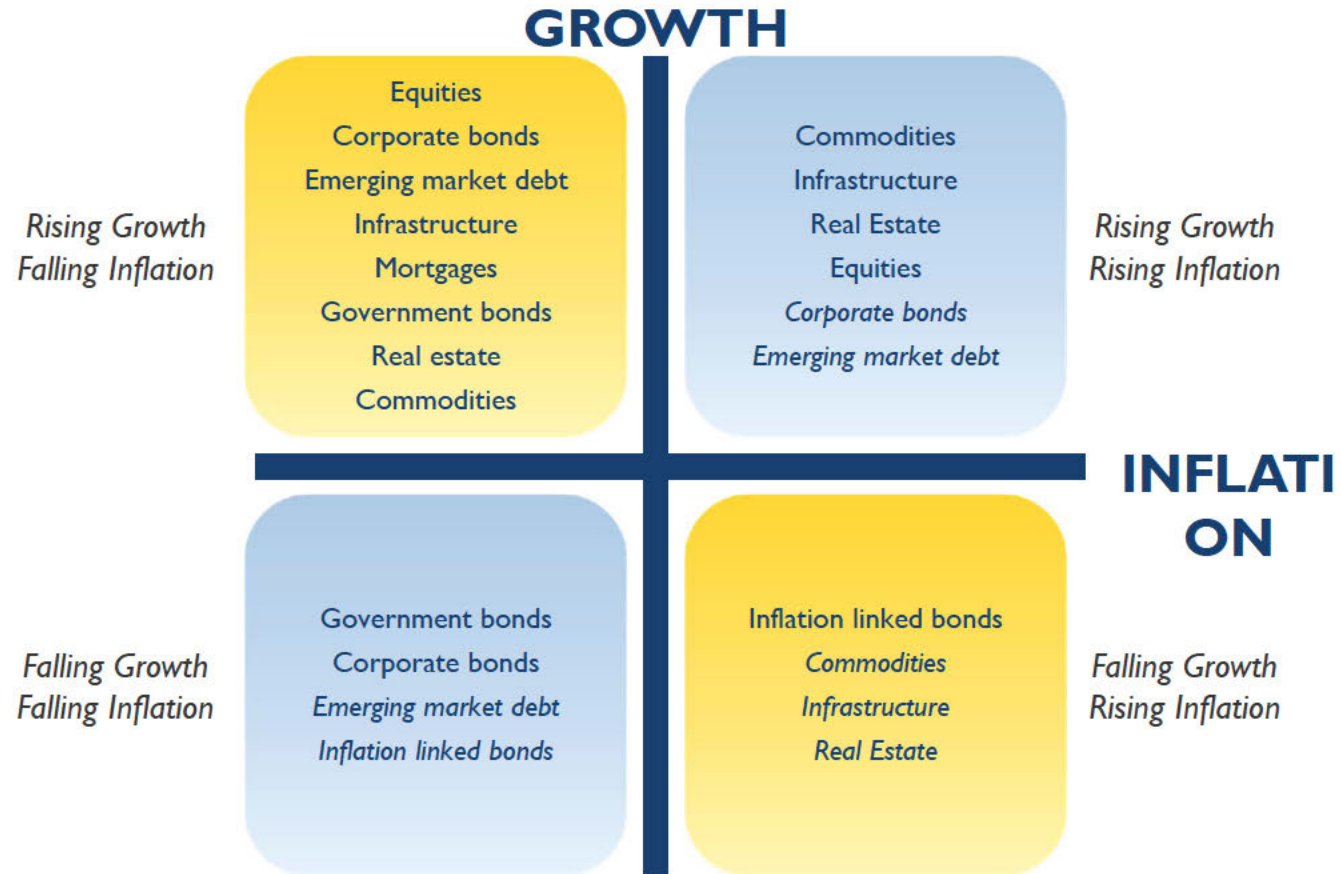 GROWTH
Equities
Corporate bonds
Emerging market debt
Infrastructure
Mortgages
Government bonds
Real estate
Commodities
Rising Growth
Falling Inflation
Commodities
Infrastructure
Real Estate
Equities
Corporate bonds
Emerging market debt
Rising Growth
Rising Inflation
INFLATI
ON
Falling Growth
Falling Inflation
Government bonds
Corporate bonds
Emerging market debt
Inflation linked bonds
Inflation linked bonds
Commodities
Infrastructure
Real Estate
Falling Growth
Rising Inflation